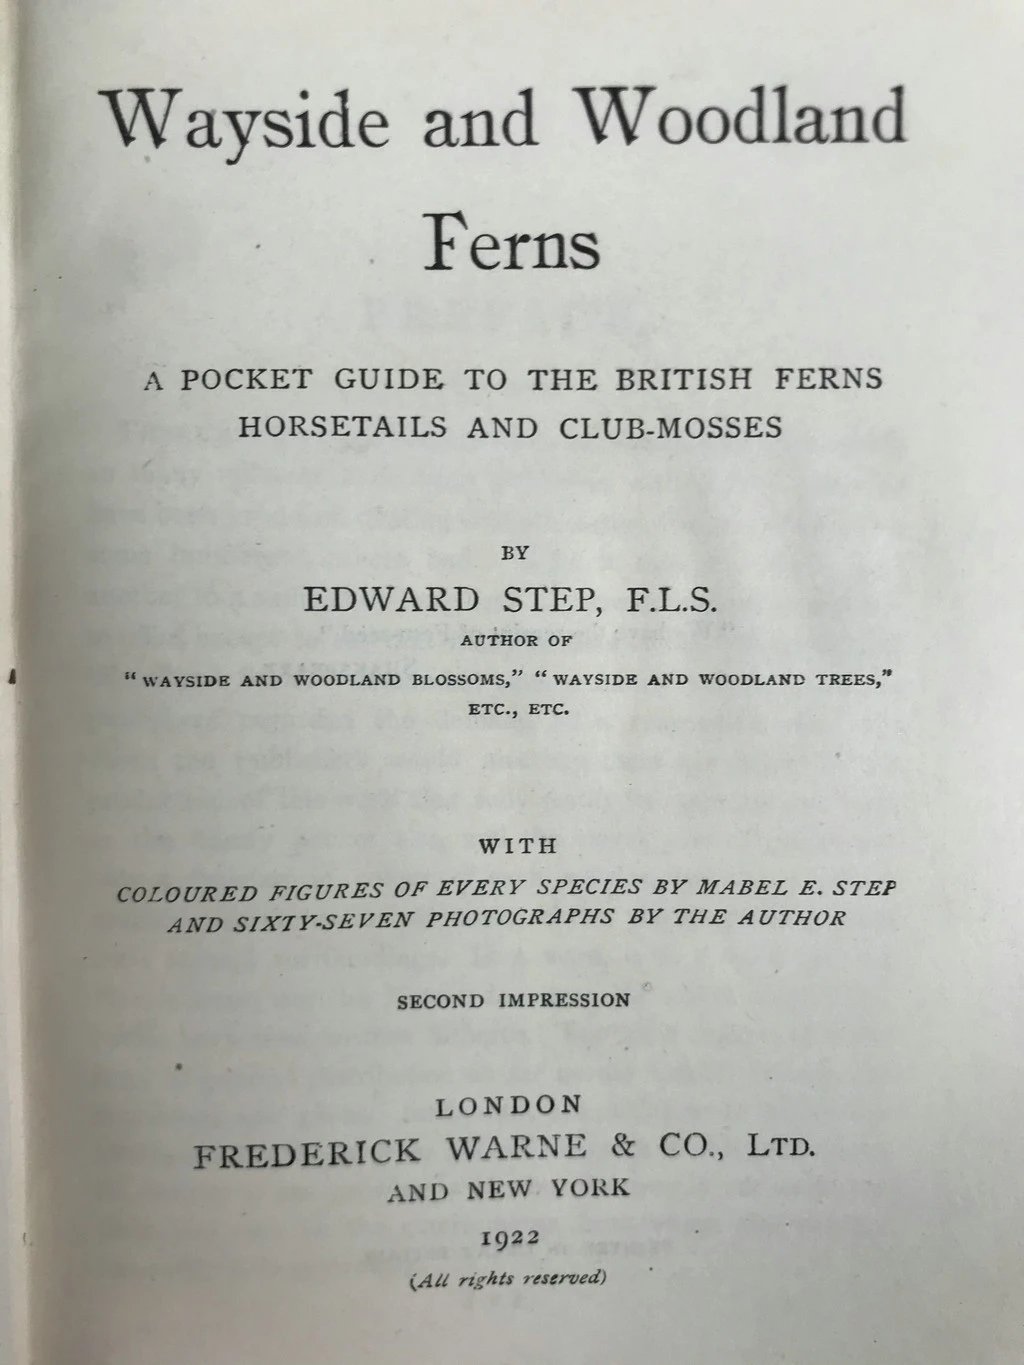 Wayside and Woodland
Ferns
A POCKET GUIDE TO THE BRITISH FERNS
HORSETAILS AND CLUB-MOSSES
BY
EDWARD STEP, F.L.S.
AUTHOR OF
"WAYSIDE AND WOODLAND BLOSSOMS," "WAYSIDE AND WOODLAND TREES,"
ETC., ETC.
WITH
COLOURED FIGURES OF EVERY SPECIES BY MABEL E. STEP
AND SIXTY-SEVEN PHOTOGRAPHS BY THE AUTHOR
SECOND IMPRESSION
LONDON
FREDERICK WARNE & CO., LTD.
AND NEW YORK
1922
(All rights reserved)